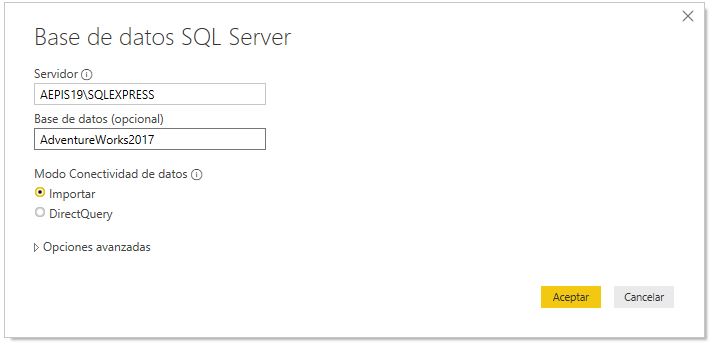 Base de datos SQL Server
Servidor
AEPIS19\SQLEXPRESS
Base de datos (opcional)
AdventureWorks2017
Modo Conectividad de datos
Importar
DirectQuery
Opciones avanzadas
Aceptar Cancelar